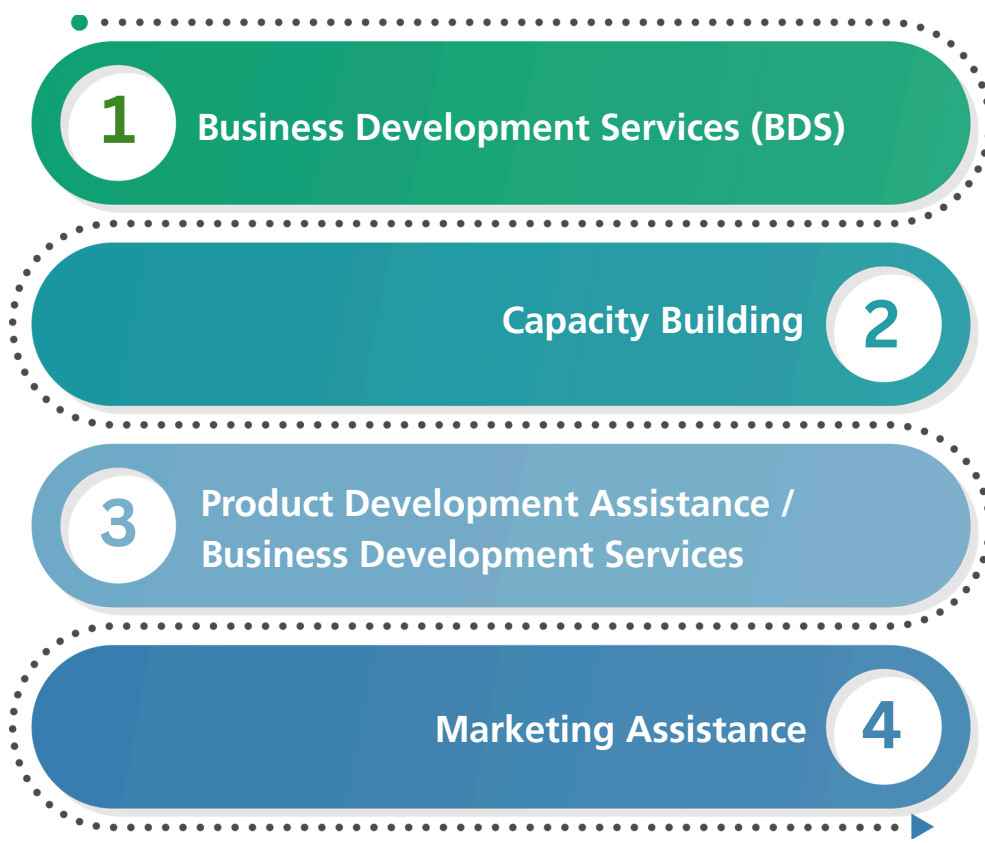 1
Business Development Services (BDS)
Capacity Building
2
3
Product Development Assistance /
Business Development Services
Marketing Assistance
4